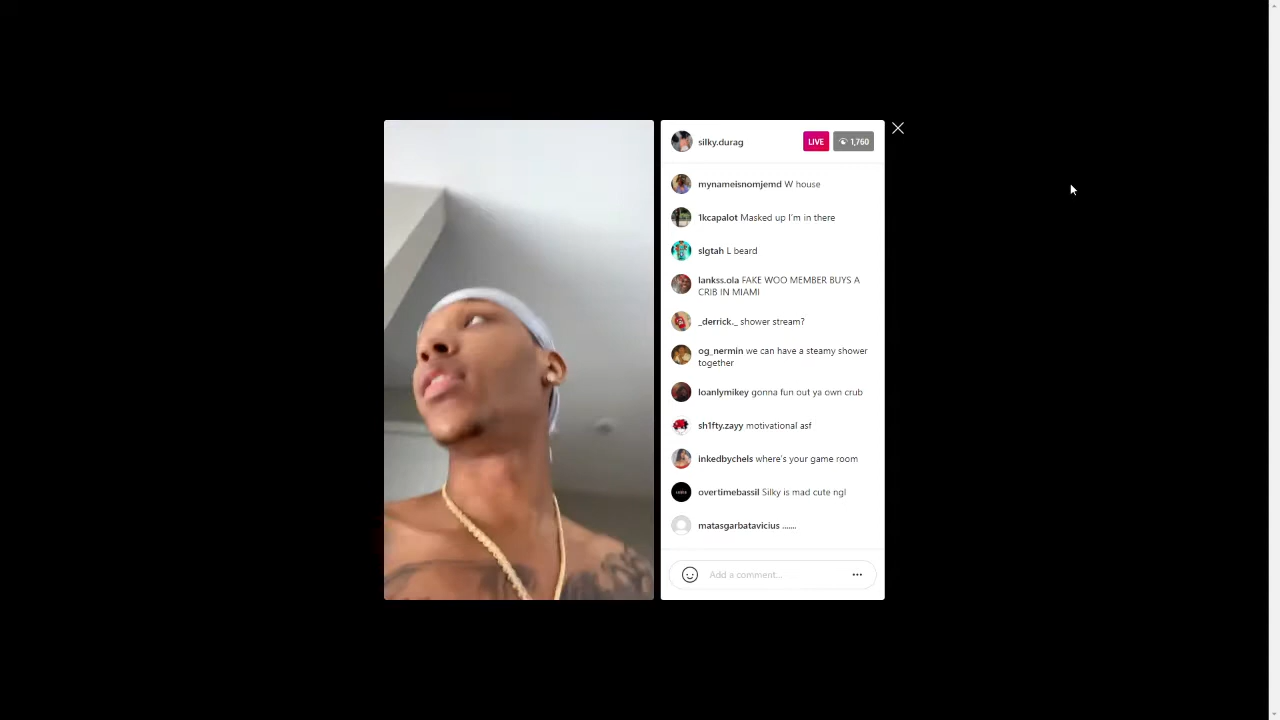 silky.durag LIVE 1,760
mynameisnomjemd W house
1kcapalot Masked up I'm in there
slgtah L beard
lankss.ola FAKE WOO MEMBER BUYS A
CRIB IN MIAMI
_derrick._ shower stream?
og_nermin we can have a steamy shower
together
loanlymikey gonna fun out ya own crub
sh1fty.zayy motivational asf
inkedbychels where's your game room
overtimebassil Silky is mad cute ngl
matasgarbatavicius .......
Add a comment...